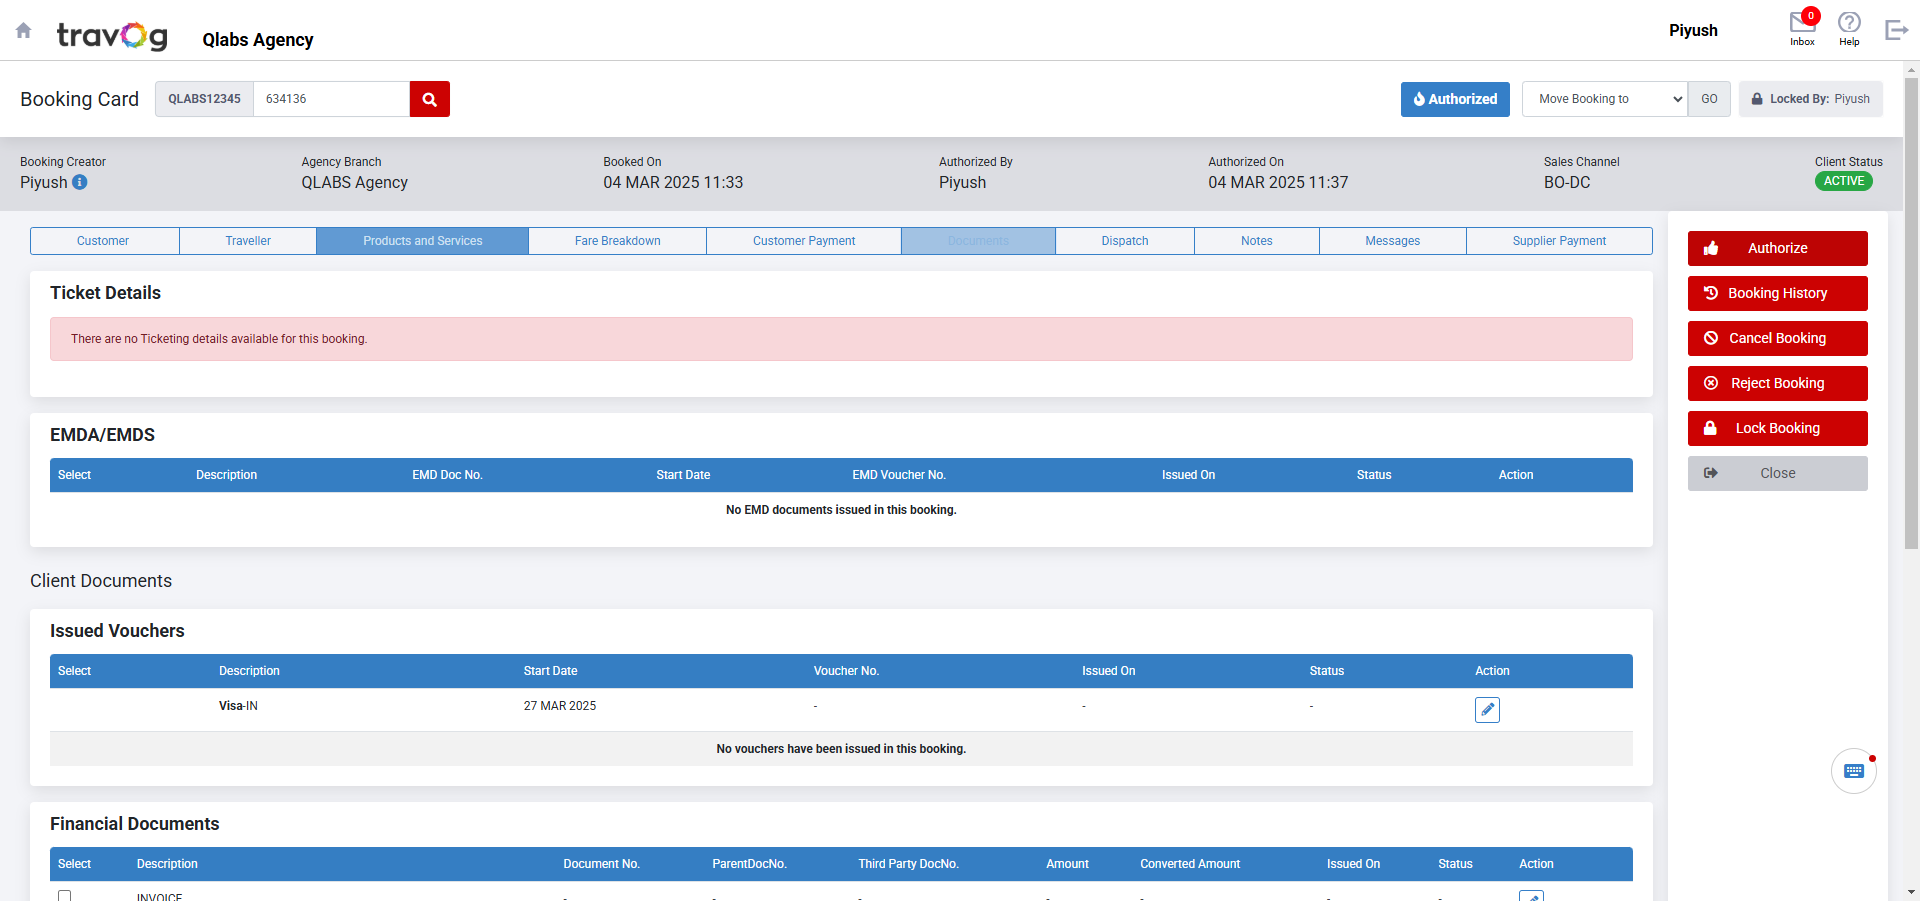 travog
Qlabs Agency
Piyush
0
Inbox
Help
Booking Card
QLABS12345
634136
Authorized
Move Booking to
GO
Locked By: Piyush
Booking Creator
Piyush
Agency Branch
QLABS Agency
Booked On
04 MAR 2025 11:33
Authorized By
Piyush
Authorized On
04 MAR 2025 11:37
Sales Channel
BO-DC
Client Status
ACTIVE
Customer
Traveller
Products and Services
Fare Breakdown
Customer Payment
Documents
Dispatch
Notes
Messages
Supplier Payment
Authorize
Booking History
Cancel Booking
Reject Booking
Lock Booking
Close
Ticket Details
There are no Ticketing details available for this booking.
EMDA/EMDS
Select Description EMD Doc No. Start Date EMD Voucher No. Issued On Status Action
No EMD documents issued in this booking.
Client Documents
Issued Vouchers
Select Description Start Date Voucher No. Issued On Status Action
Visa-IN 27 MAR 2025 - - -
No vouchers have been issued in this booking.
Financial Documents
Select Description Document No. ParentDocNo. Third Party DocNo. Amount Converted Amount Issued On Status Action
INVOICE - - - - - - -